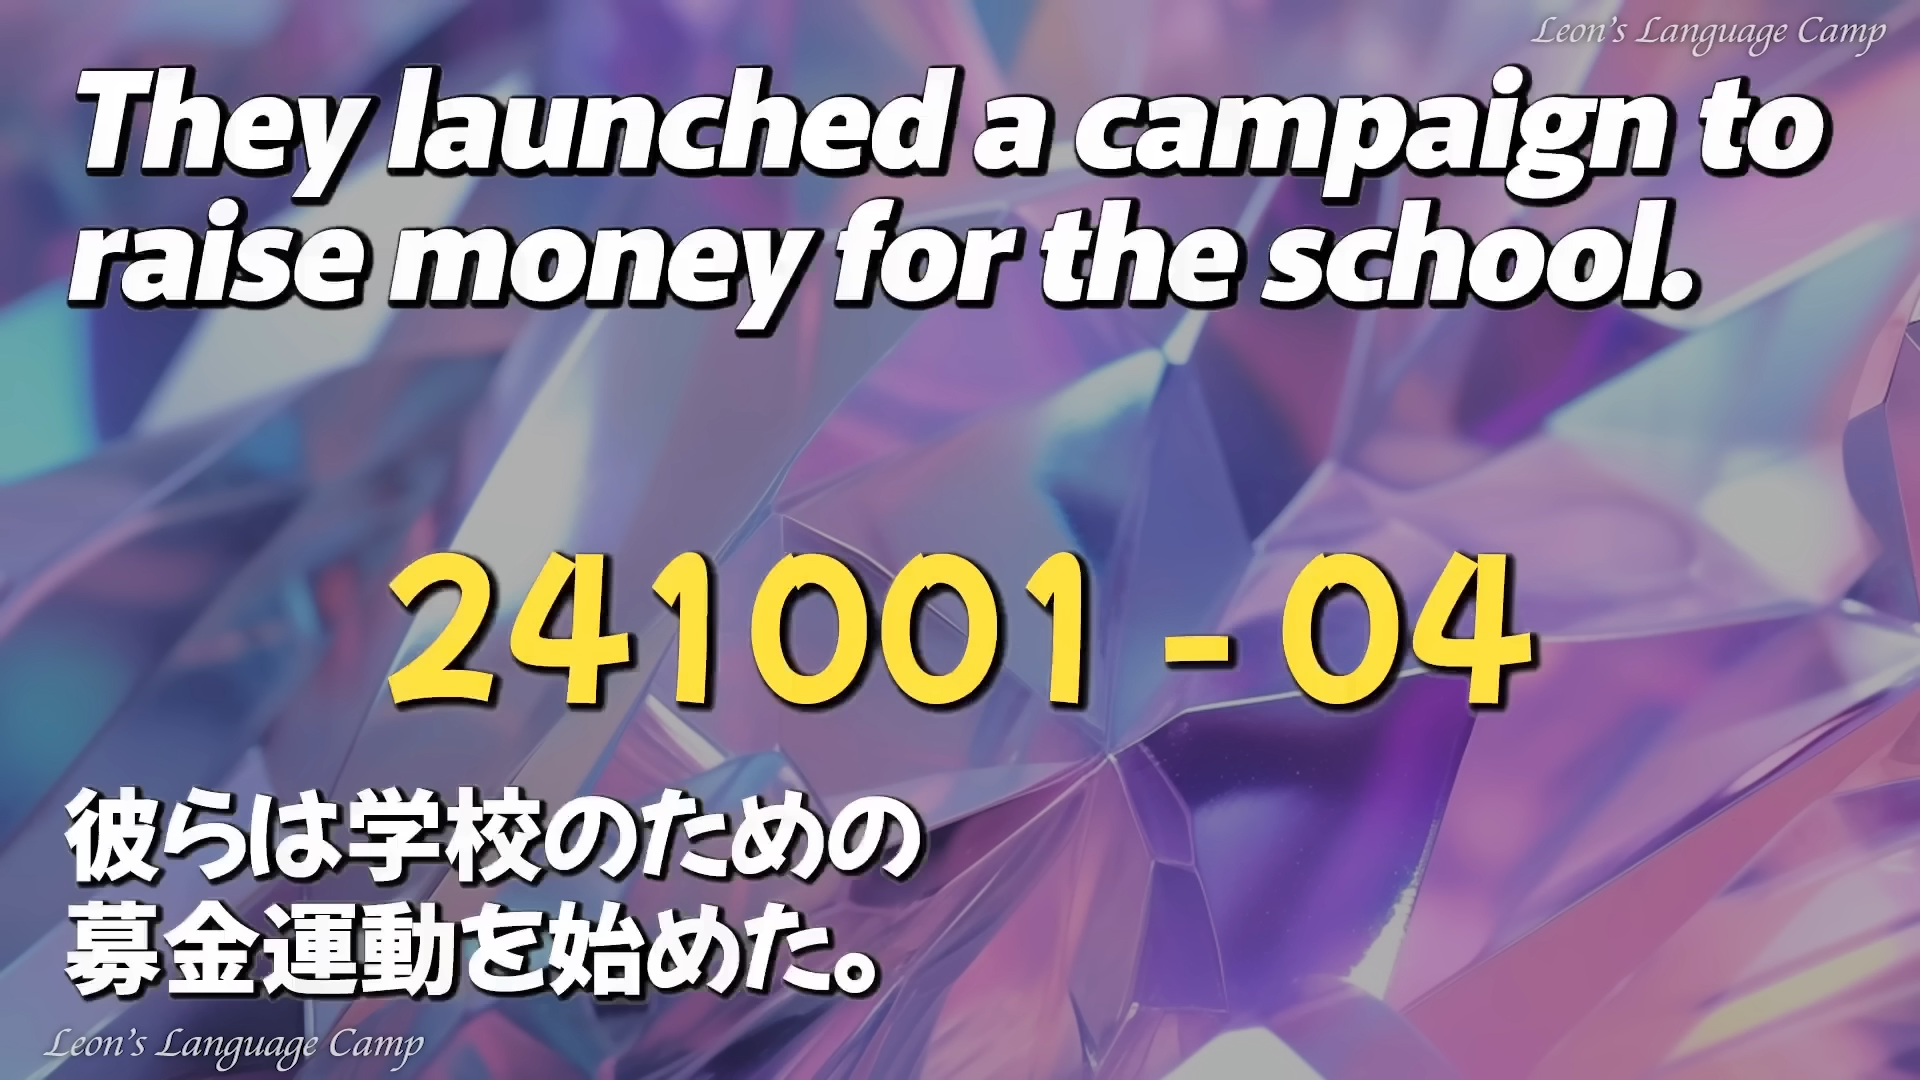 Leon's Language Camp
They launched a campaign to
raise money for the school.
241001 - 04
彼らは学校のための
募金運動を始めた。
Leon's Language Camp